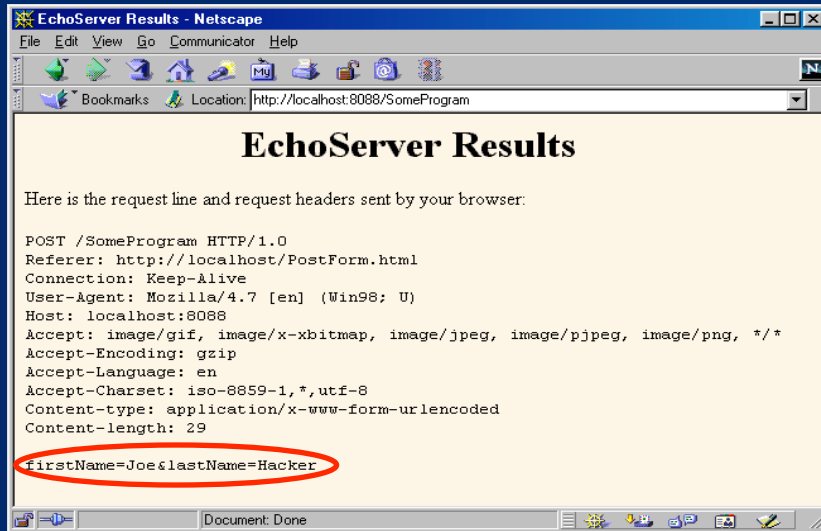 EchoServer Results - Netscape
File Edit View Go Communicator Help
My
N
Bookmarks Location: http://localhost:8088/SomeProgram
EchoServer Results
Here is the request line and request headers sent by your browser:
POST /SomeProgram HTTP/1.0
Referer: http://localhost/PostForm.html
Connection: Keep-Alive
User-Agent: Mozilla/4.7 [en] (Win98; U)
Host: localhost:8088
Accept: image/gif, image/x-xbitmap, image/jpeg, image/pjpeg, image/png, */*
Accept-Encoding: gzip
Accept-Language: en
Accept-Charset: iso-8859-1,*,utf-8
Content-type: application/x-www-form-urlencoded
Content-length: 29
firstName=Joe&lastName=Hacker
Document: Done